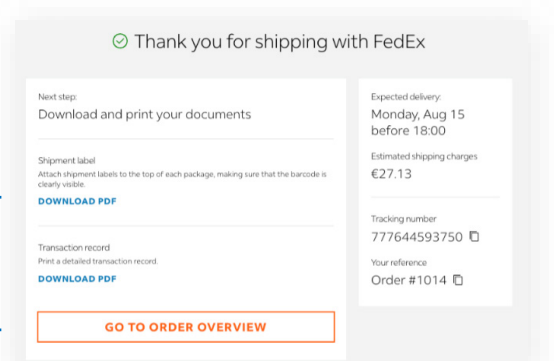 Thank you for shipping with FedEx
Next step:
Download and print your documents
Shipment label
Attach shipment labels to the top of each package, making sure that the barcode is
clearly visible.
DOWNLOAD PDF
Transaction record
Print a detailed transaction record.
DOWNLOAD PDF
GO TO ORDER OVERVIEW
Expected delivery:
Monday, Aug 15
before 18:00
Estimated shipping charges
€27.13
Tracking number
777644593750
Your reference
Order #1014